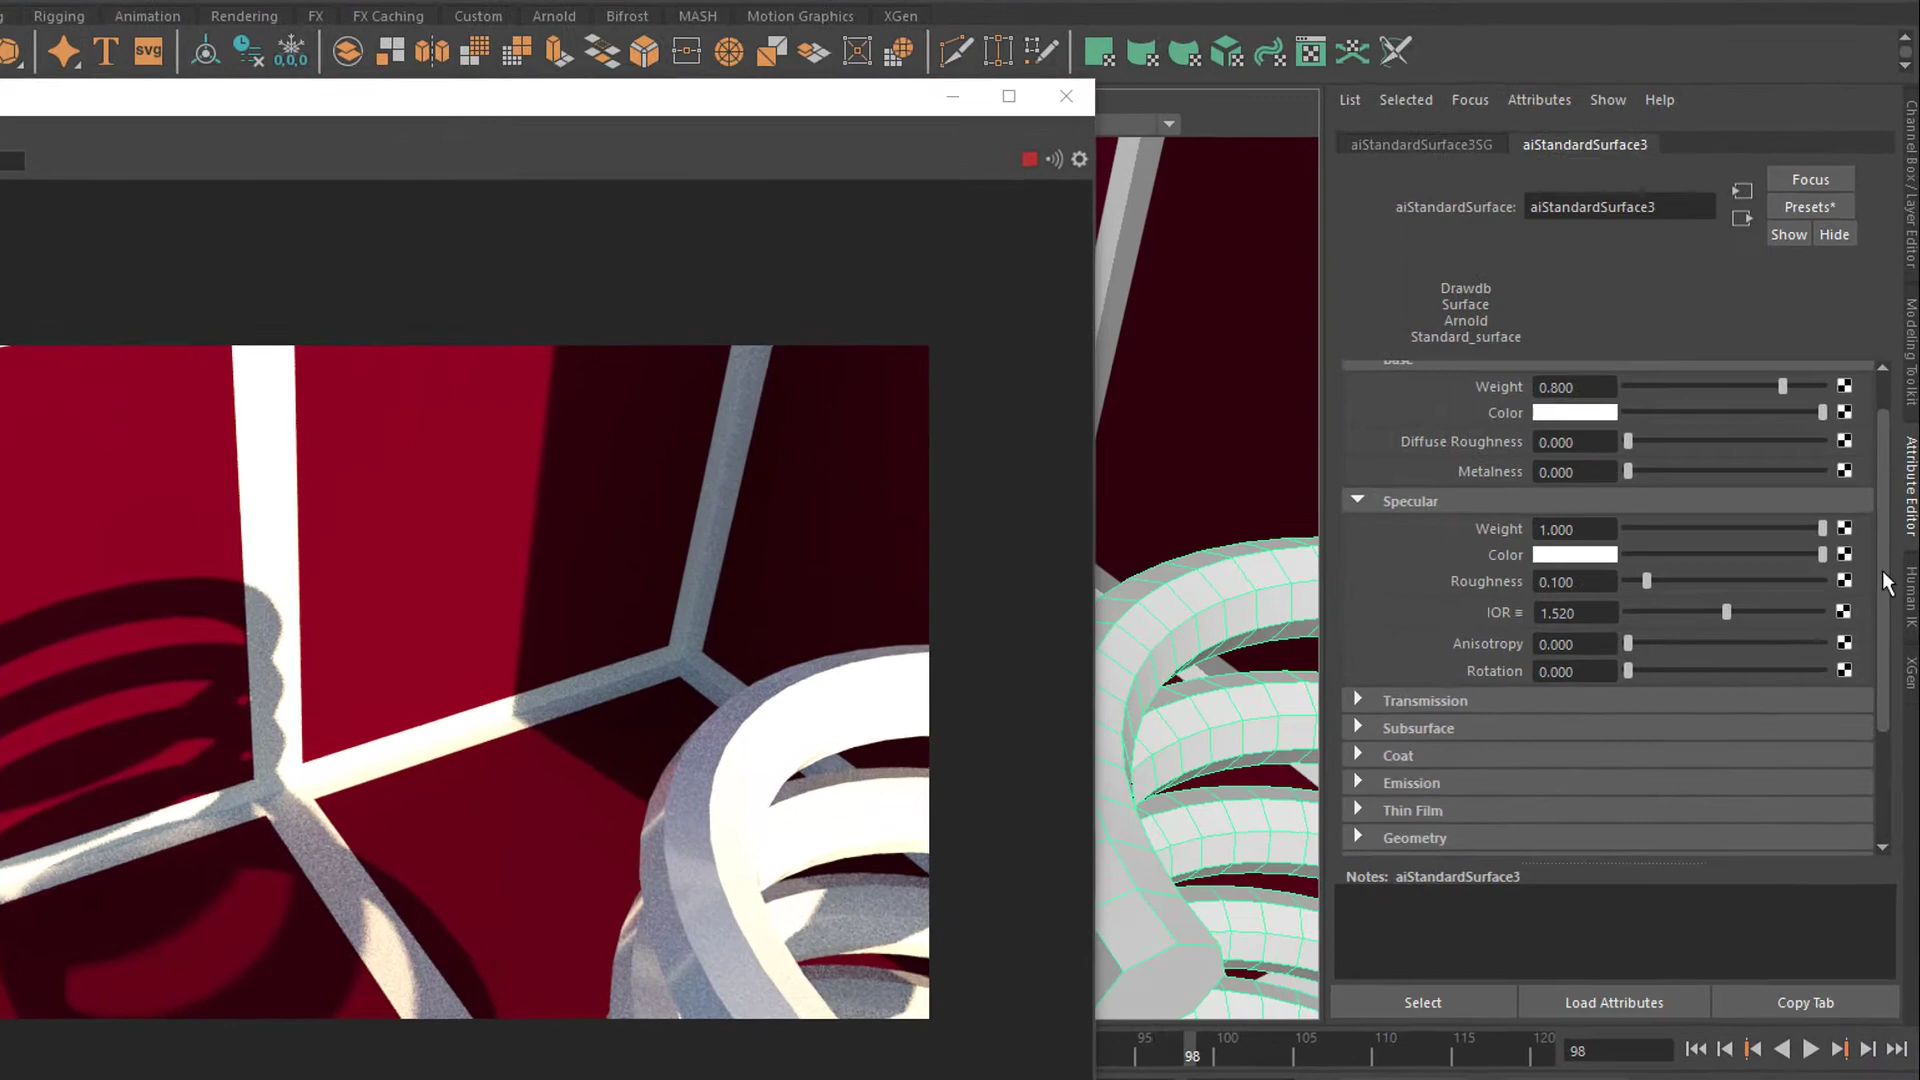 Rigging Animation Rendering FX FX Caching Custom Arnold Bifrost MASH Motion Graphics XGen
T svg 0,0,0
List Selected Focus Attributes Show Help
aiStandardSurface3SG aiStandardSurface3
Focus
aiStandardSurface: aiStandardSurface3
Presets*
Show Hide
Drawdb
Surface
Arnold
Standard_surface
Base
Weight 0.800
Color
Diffuse Roughness 0.000
Metalness 0.000
Specular
Weight 1.000
Color
Roughness 0.100
IOR 1.520
Anisotropy 0.000
Rotation 0.000
Transmission
Subsurface
Coat
Emission
Thin Film
Geometry
Notes: aiStandardSurface3
Select Load Attributes Copy Tab
95 100 105 110 115 120
98 98
Channel Box / Layer Editor
Modeling Toolkit
Attribute Editor
Human IK
XGen